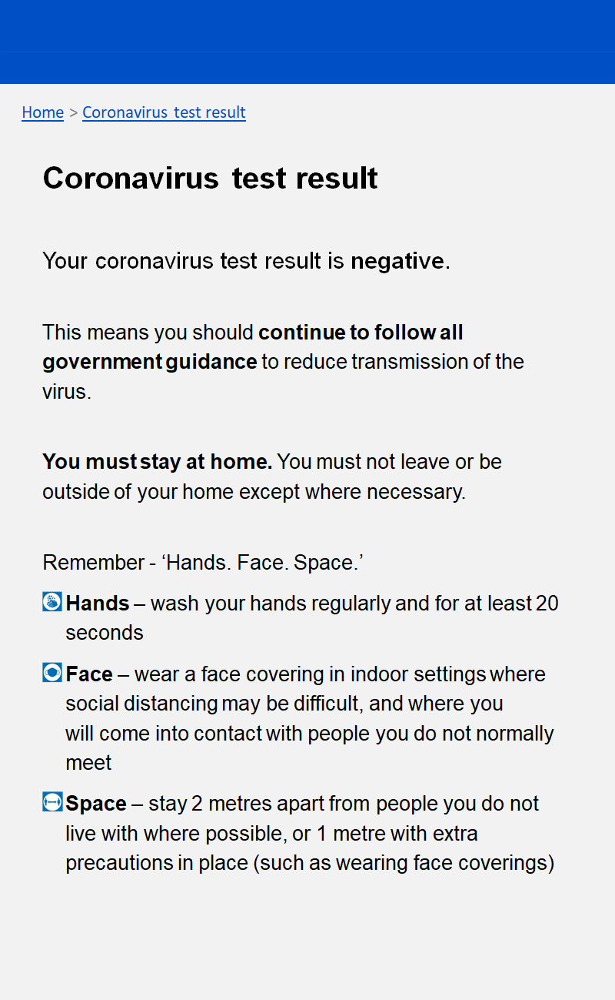 Home > Coronavirus test result
Coronavirus test result
Your coronavirus test result is negative.
This means you should continue to follow all
government guidance to reduce transmission of the
virus.
You must stay at home. You must not leave or be
outside of your home except where necessary.
Remember - ‘Hands. Face. Space.’
Hands – wash your hands regularly and for at least 20
seconds
Face – wear a face covering in indoor settings where
social distancing may be difficult, and where you
will come into contact with people you do not normally
meet
Space – stay 2 metres apart from people you do not
live with where possible, or 1 metre with extra
precautions in place (such as wearing face coverings)